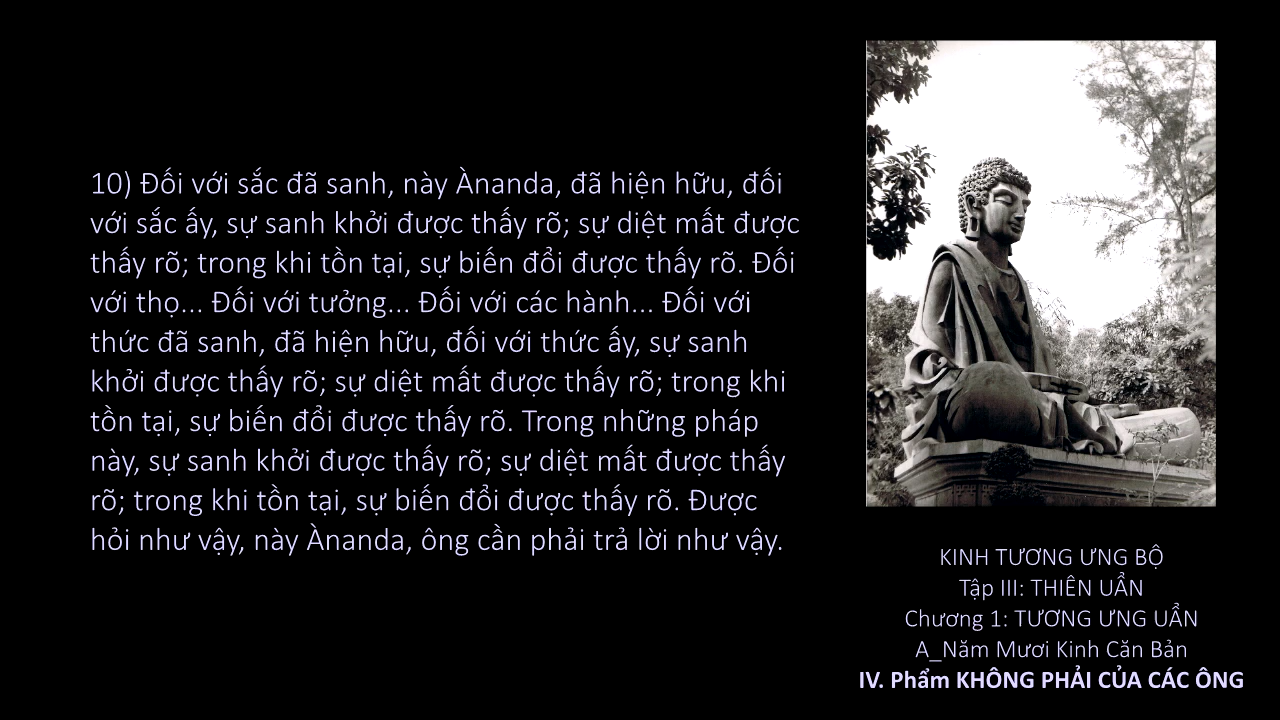 10) Đối với sắc đã sanh, này Ànanda, đã hiện hữu, đối
với sắc ấy, sự sanh khởi được thấy rõ; sự diệt mất được
thấy rõ; trong khi tồn tại, sự biến đổi được thấy rõ. Đối
với thọ... Đối với tưởng... Đối với các hành... Đối với
thức đã sanh, đã hiện hữu, đối với thức ấy, sự sanh
khởi được thấy rõ; sự diệt mất được thấy rõ; trong khi
tồn tại, sự biến đổi được thấy rõ. Trong những pháp
này, sự sanh khởi được thấy rõ; sự diệt mất được thấy
rõ; trong khi tồn tại, sự biến đổi được thấy rõ. Được
hỏi như vậy, này Ànanda, ông cần phải trả lời như vậy.
KINH TƯƠNG ƯNG BỘ
Tập III: THIÊN UẨN
Chương 1: TƯƠNG ƯNG UẨN
A_Năm Mươi Kinh Căn Bản
IV. Phẩm KHÔNG PHẢI CỦA CÁC ÔNG